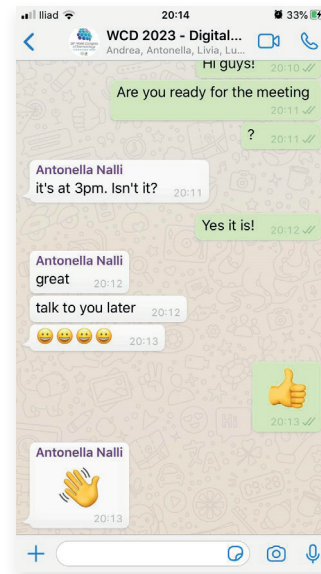 Iliad 20:14 33%
WCD 2023 - Digital...
Andrea, Antonella, Livia, Lu...
Hi guys! 20:10
Are you ready for the meeting
20:11
? 20:11
Antonella Nalli
it's at 3pm. Isn't it? 20:11
Yes it is! 20:12
Antonella Nalli
great 20:12
talk to you later 20:12
😀😀😀😀 20:13
👍
20:13
Antonella Nalli
👋
20:13